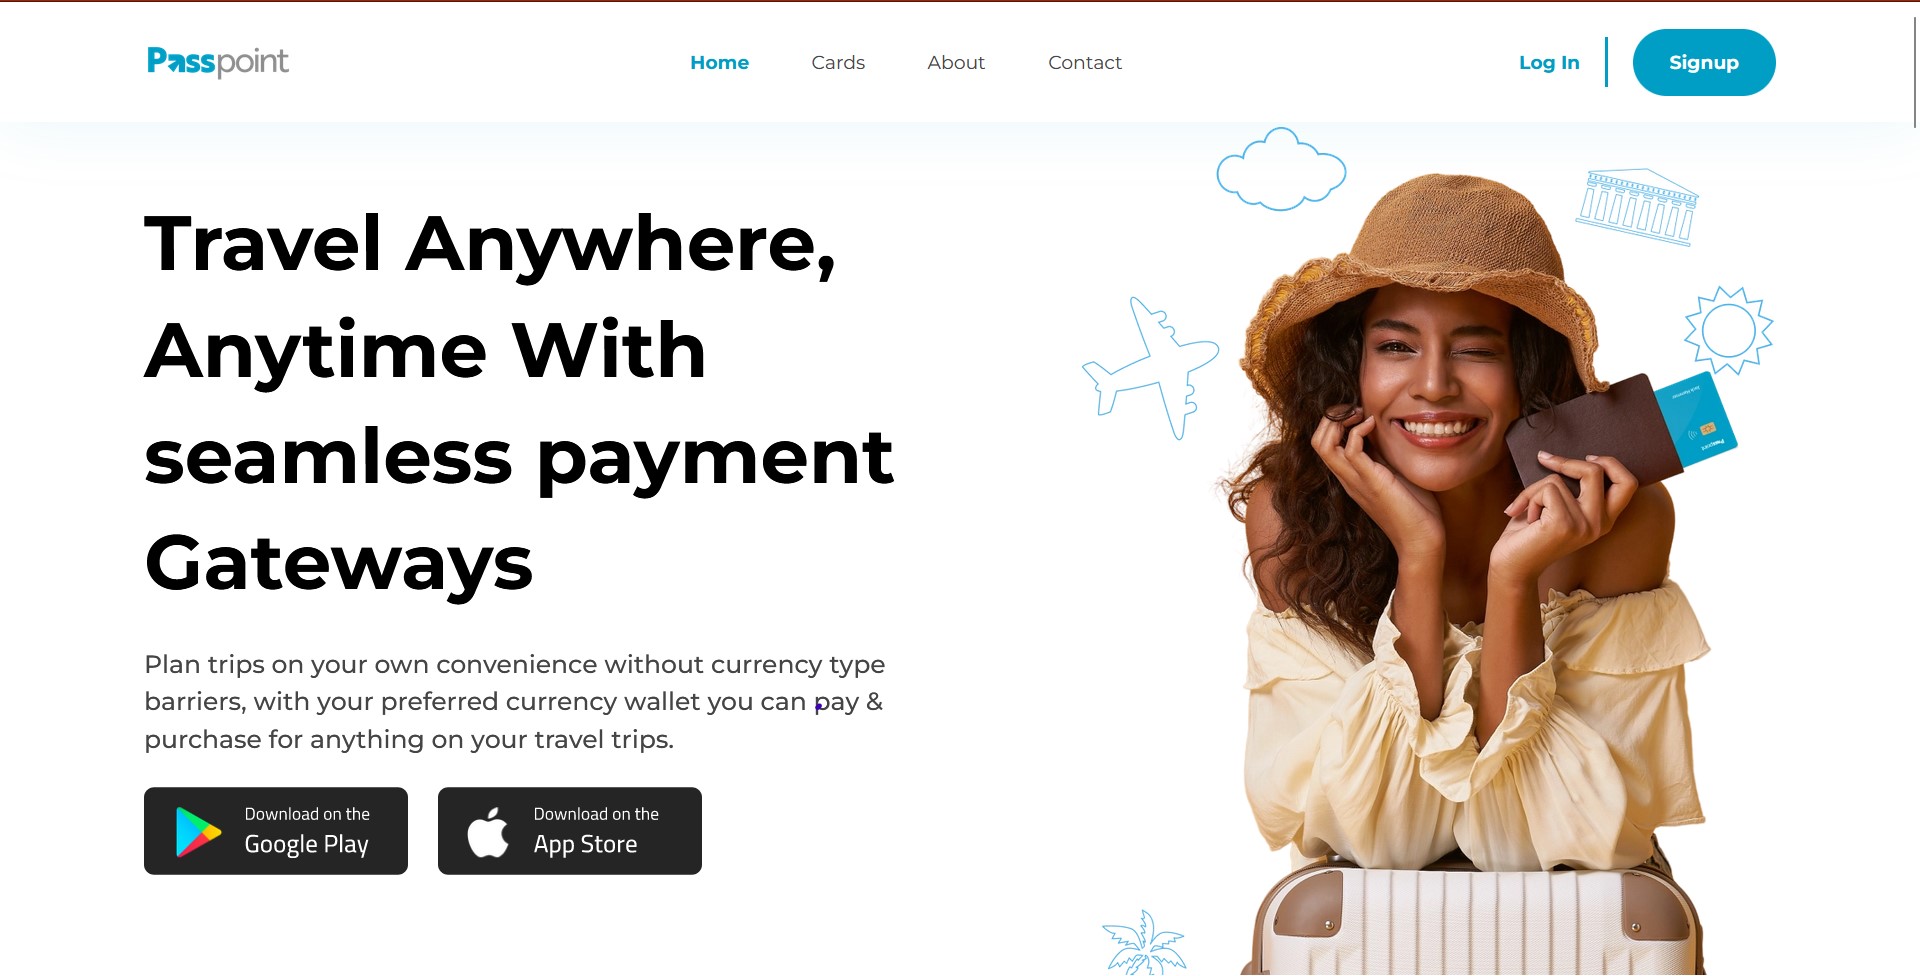 Passpoint
Home
Cards
About
Contact
Log In
Signup
Travel Anywhere,
Anytime With
seamless payment
Gateways
Plan trips on your own convenience without currency type
barriers, with your preferred currency wallet you can pay &
purchase for anything on your travel trips.
Download on the
Google Play
Download on the
App Store